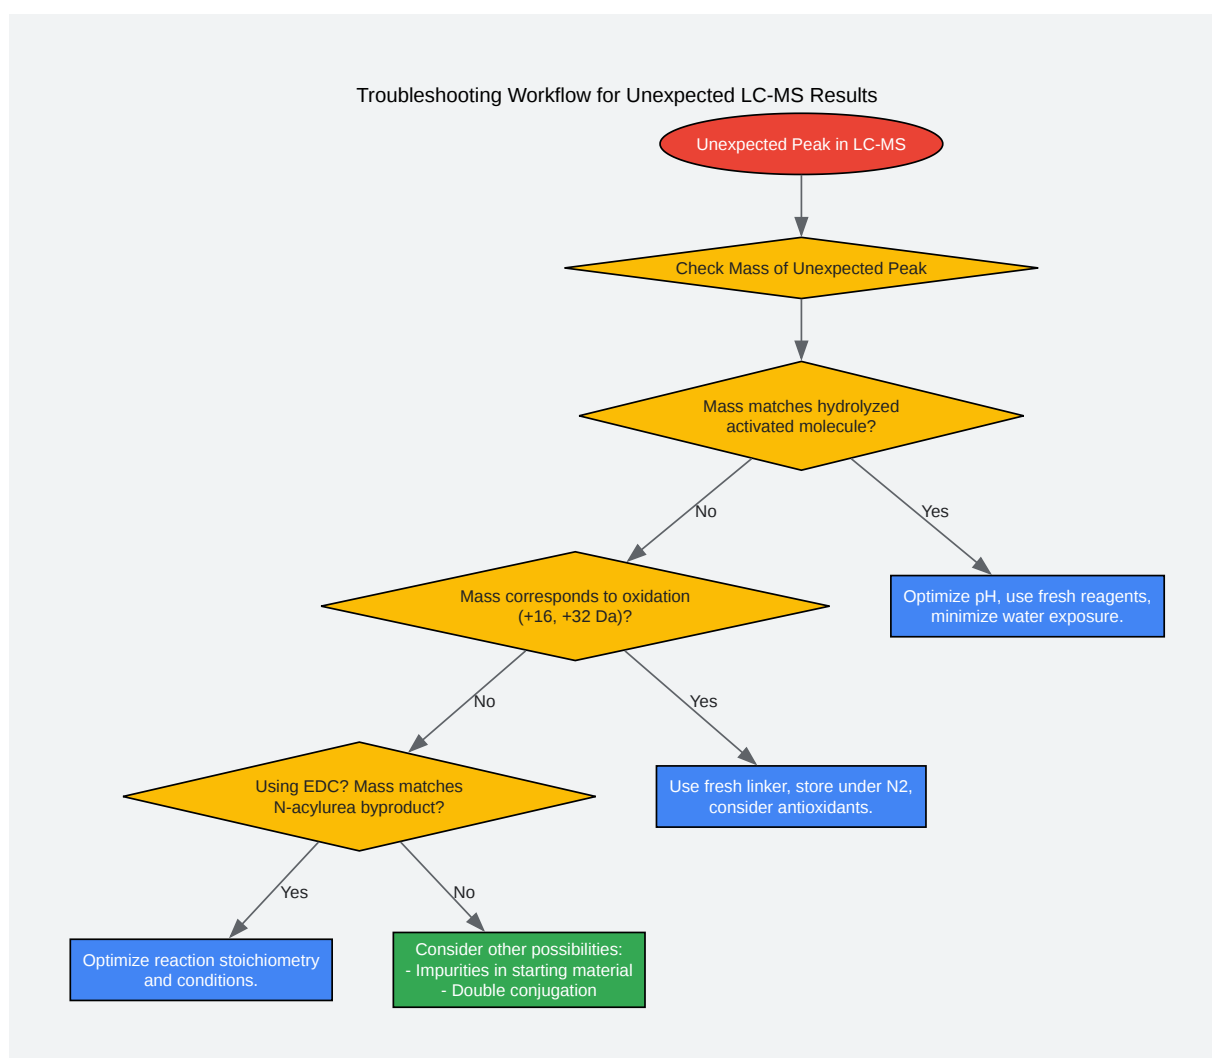 Troubleshooting Workflow for Unexpected LC-MS Results
Unexpected Peak in LC-MS
Check Mass of Unexpected Peak
Mass matches hydrolyzed
activated molecule?
No
Yes
Mass corresponds to oxidation
(+16, +32 Da)?
Optimize pH, use fresh reagents,
minimize water exposure.
No
Yes
Using EDC? Mass matches
N-acylurea byproduct?
Use fresh linker, store under N2,
consider antioxidants.
Yes
No
Optimize reaction stoichiometry
and conditions.
Consider other possibilities:
- Impurities in starting material
- Double conjugation